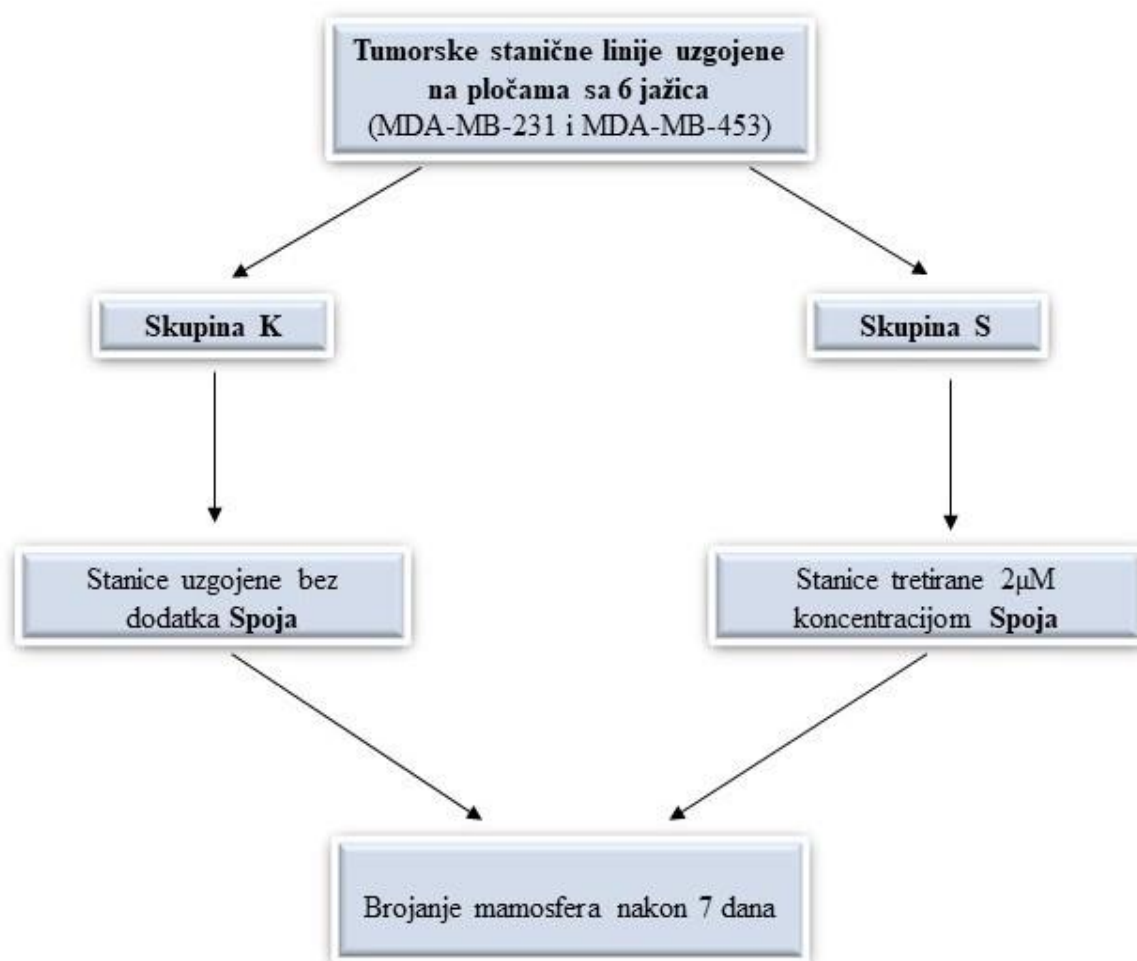 Tumorske stanične linije uzgojene
na pločama sa 6 jažica
(MDA-MB-231 i MDA-MB-453)
Skupina K
Skupina S
Stanice uzgojene bez
dodatka Spoja
Stanice tretirane 2μM
koncentracijom Spoja
Brojanje mamosfera nakon 7 dana